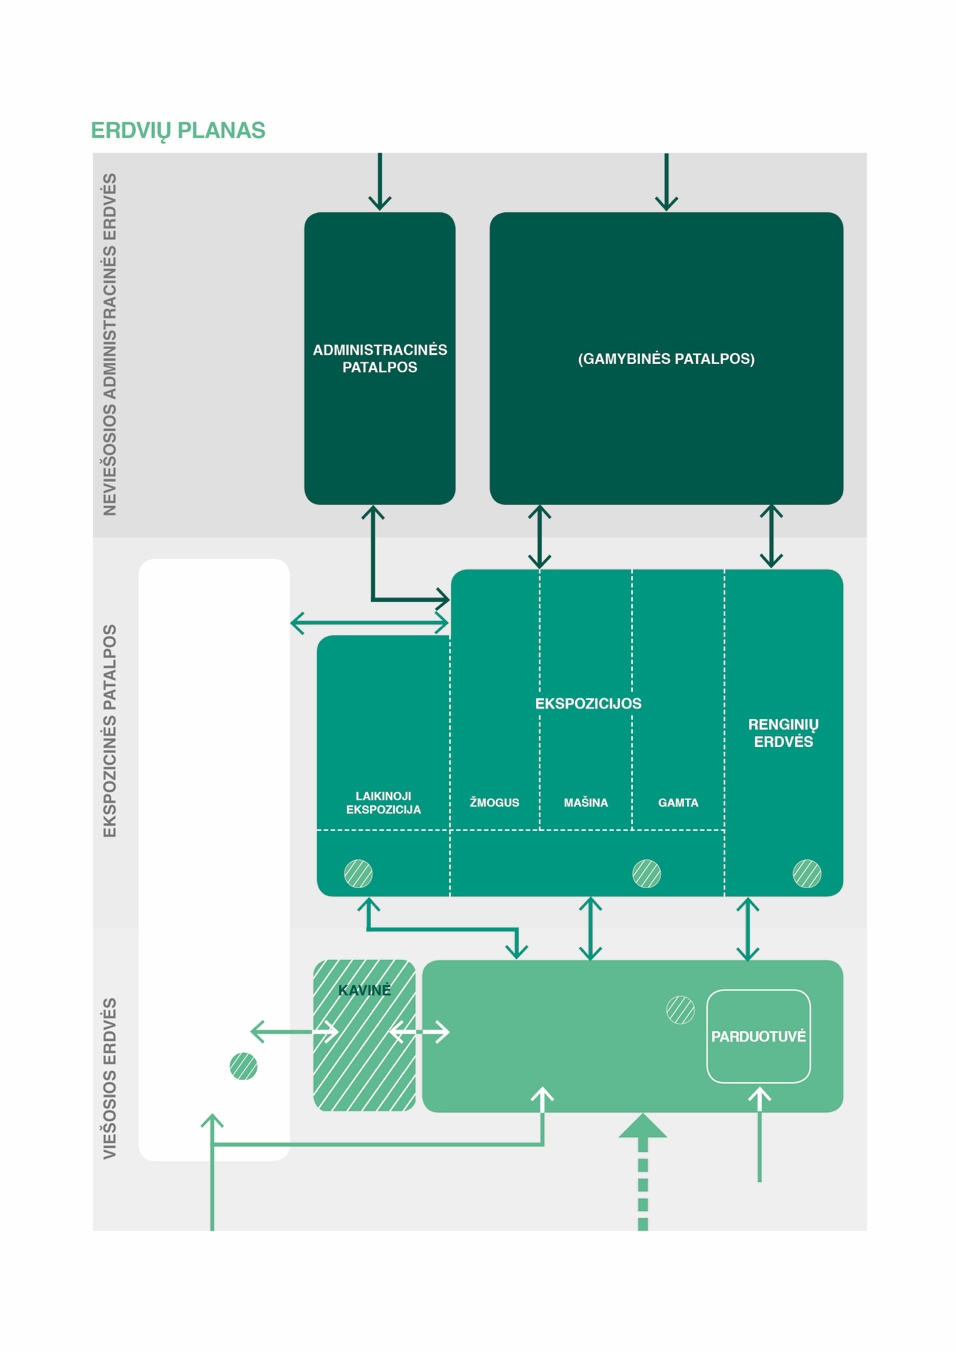 ERDVIŲ PLANAS
NEVIEŠOSIOS ADMINISTRACINĖS ERDVĖS
ADMINISTRACINĖS
PATALPOS
(GAMYBINĖS PATALPOS)
EKSPOZICINĖS PATALPOS
EKSPOZICIJOS
RENGINIŲ
ERDVĖS
LAIKINOJI
EKSPOZICIJA
ŽMOGUS
MAŠINA
GAMTA
VIEŠOSIOS ERDVĖS
KAVINĖ
PARDUOTUVĖ